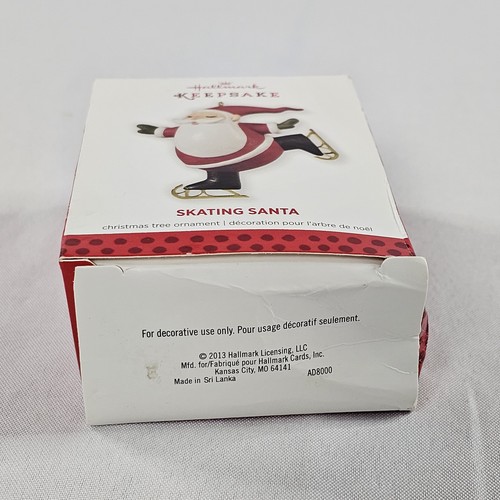 Hallmark
KEEPSAKE
SKATING SANTA
christmas tree ornament | décoration pour l'arbre de noël
For decorative use only. Pour usage décoratif seulement.
© 2013 Hallmark Licensing, LLC
Mfd. for/Fabriqué pour Hallmark Cards, Inc.
Kansas City, MO 64141
Made in Sri Lanka AD8000